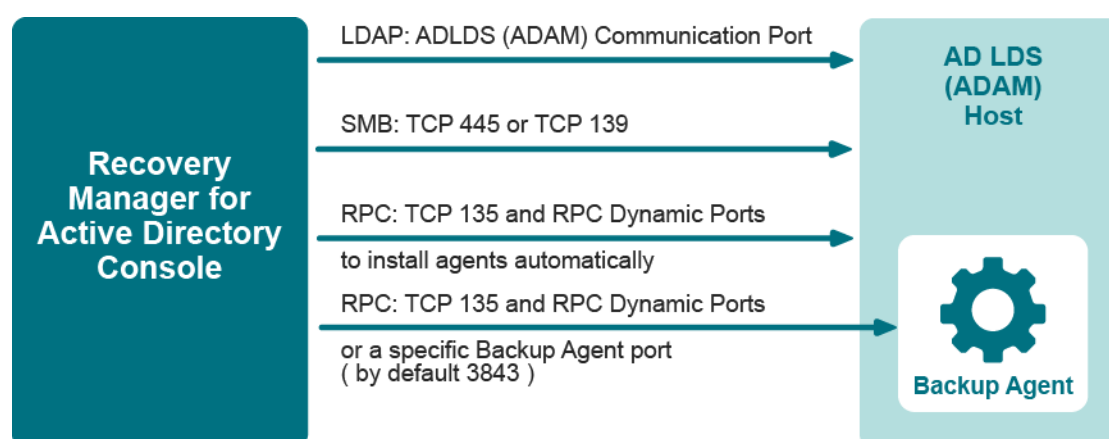 Recovery
Manager for
Active Directory
Console
LDAP: ADLDS (ADAM) Communication Port
SMB: TCP 445 or TCP 139
RPC: TCP 135 and RPC Dynamic Ports
to install agents automatically
RPC: TCP 135 and RPC Dynamic Ports
or a specific Backup Agent port
( by default 3843 )
AD LDS
(ADAM)
Host
Backup Agent